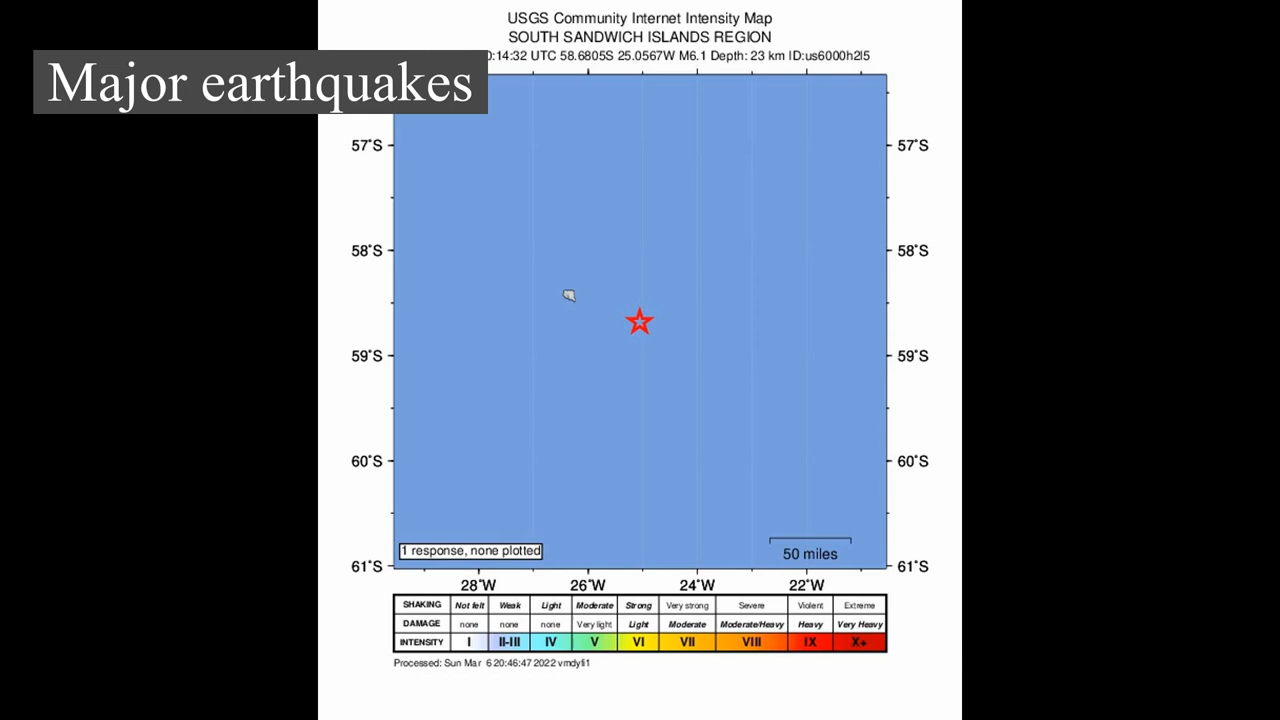 USGS Community Internet Intensity Map
SOUTH SANDWICH ISLANDS REGION
:14:32 UTC 58.6805S 25.0567W M6.1 Depth: 23 km ID:us6000h2l5
Major earthquakes
57˚S 57˚S
58˚S 58˚S
59˚S 59˚S
60˚S 60˚S
61˚S 61˚S
1 response, none plotted
50 miles
28˚W 26˚W 24˚W 22˚W
SHAKING Not felt Weak Light Moderate Strong Very strong Severe Violent Extreme
DAMAGE none none none Very light Light Moderate Moderate/Heavy Heavy Very Heavy
INTENSITY I II-III IV V VI VII VIII IX X+
Processed: Sun Mar 6 20:46:47 2022 vmdyfi1